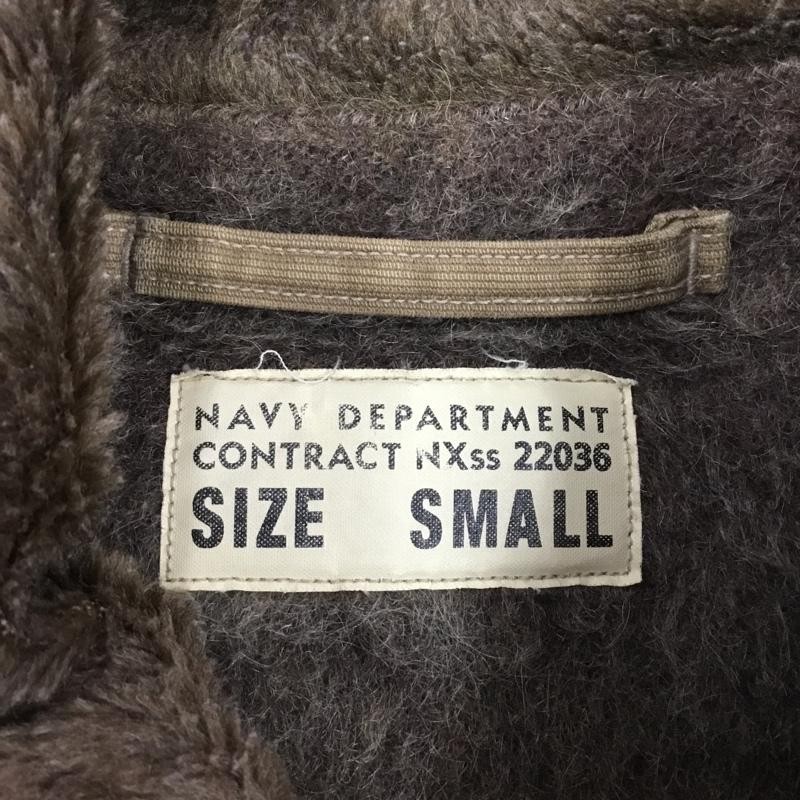 NAVY DEPARTMENT
CONTRACT NXss 22036
SIZE SMALL